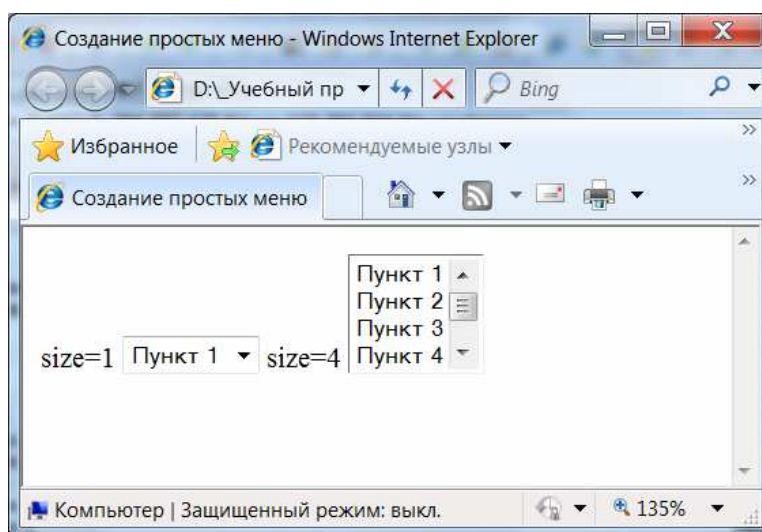 Создание простых меню - Windows Internet Explorer
D:\_Учебный пр
Bing
Избранное
Рекомендуемые узлы
Создание простых меню
size=1
Пункт 1
size=4
Пункт 1
Пункт 2
Пункт 3
Пункт 4
Компьютер | Защищенный режим: выкл.
135%